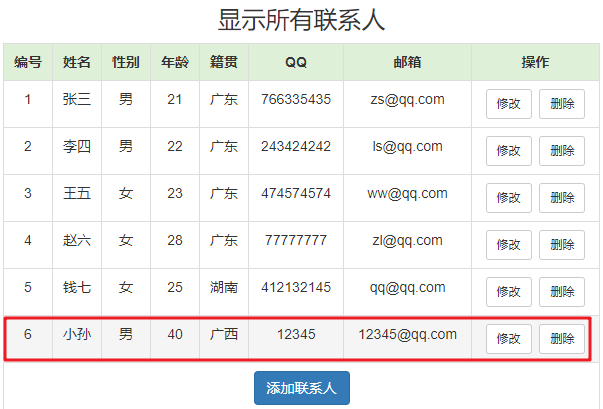 显示所有联系人
编号 姓名 性别 年龄 籍贯 QQ 邮箱 操作
1 张三 男 21 广东 766335435 zs@qq.com 修改 删除
2 李四 男 22 广东 243424242 ls@qq.com 修改 删除
3 王五 女 23 广东 474574574 ww@qq.com 修改 删除
4 赵六 女 28 广东 77777777 zl@qq.com 修改 删除
5 钱七 女 25 湖南 412132145 qq@qq.com 修改 删除
6 小孙 男 40 广西 12345 12345@qq.com 修改 删除
添加联系人